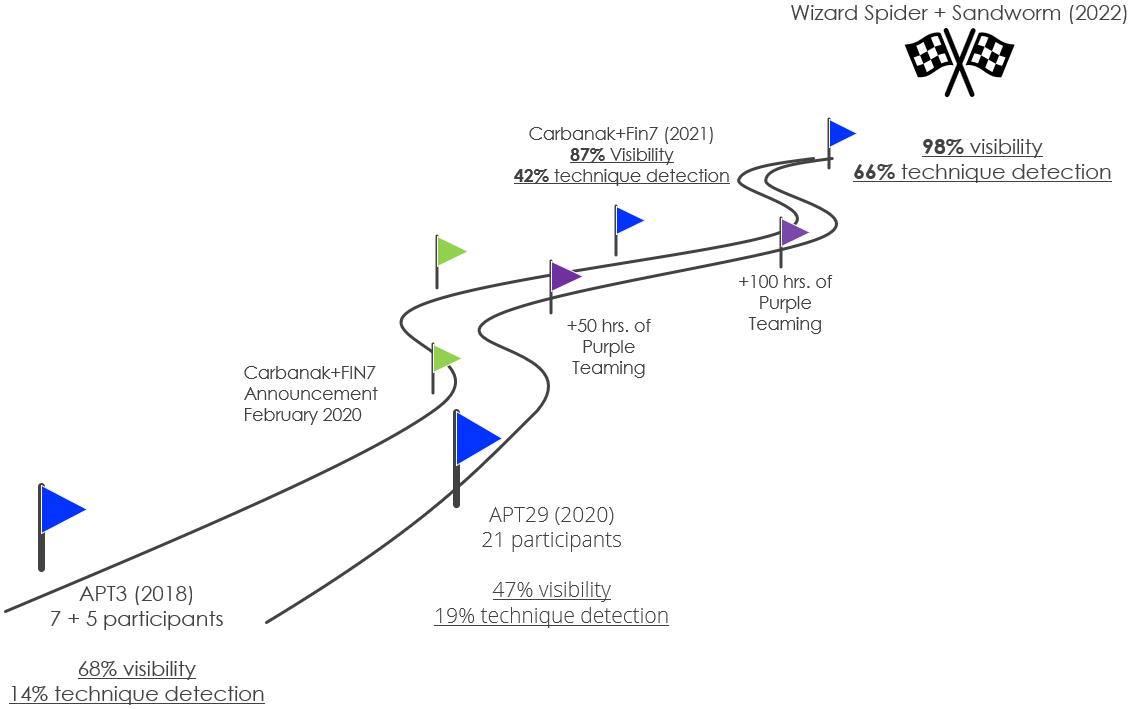 Wizard Spider + Sandworm (2022)
98% visibility
66% technique detection
Carbanak+Fin7 (2021)
87% Visibility
42% technique detection
+100 hrs. of
Purple
Teaming
+50 hrs. of
Purple
Teaming
Carbanak+FIN7
Announcement
February 2020
APT29 (2020)
21 participants
47% visibility
19% technique detection
APT3 (2018)
7 + 5 participants
68% visibility
14% technique detection